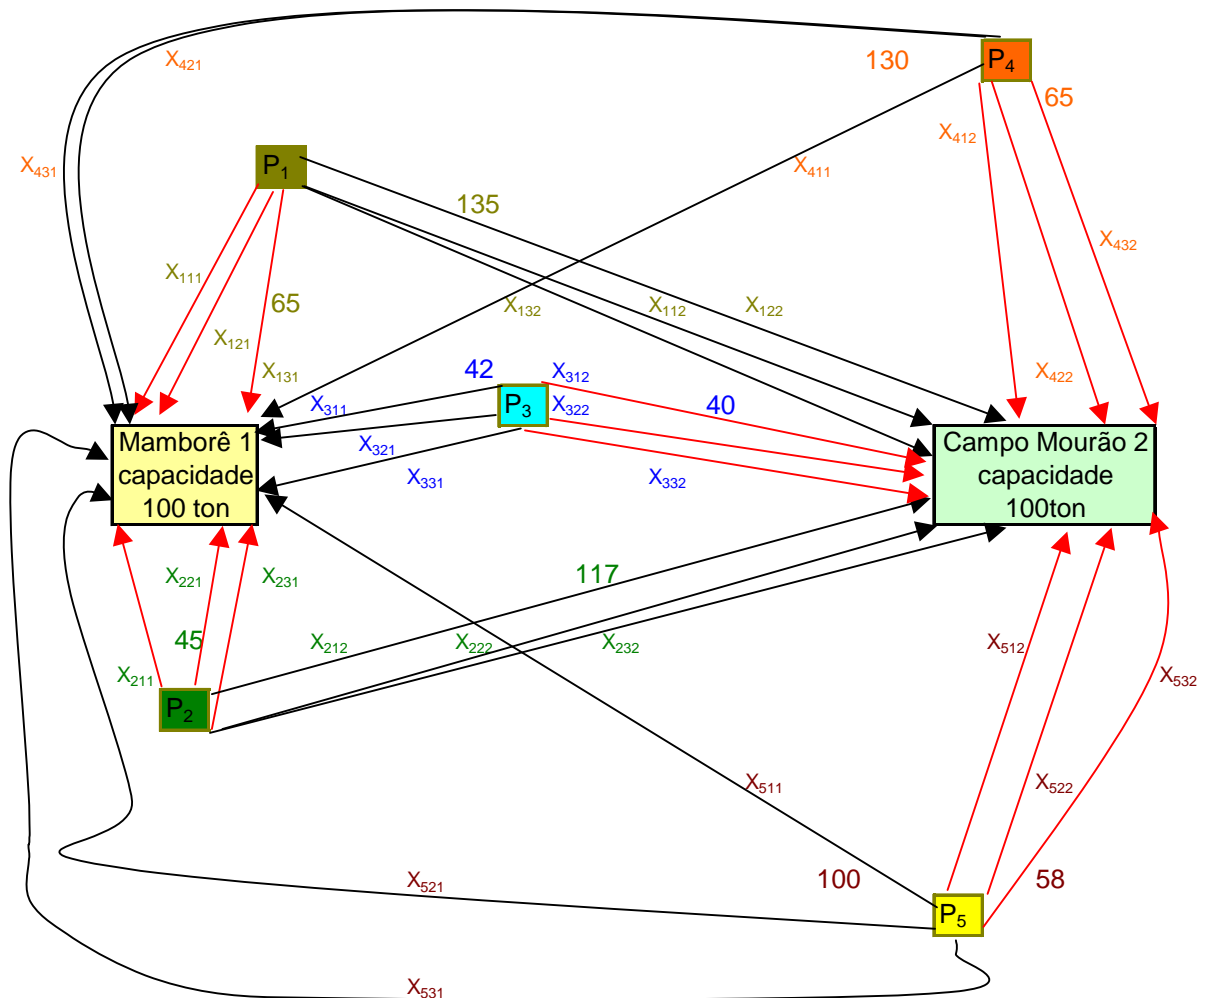 X421
130
P4
65
X412
X431
P1
X411
135
X432
X111
65
X132
X112
X122
X121
X131
42
X312
X422
X311
P3
X322
40
Mamborê 1
capacidade
100 ton
X321
X331
X332
Campo Mourão 2
capacidade
100ton
X221
X231
117
45
X212
X222
X232
X512
X211
X532
P2
X511
X522
X521
100
58
P5
X531